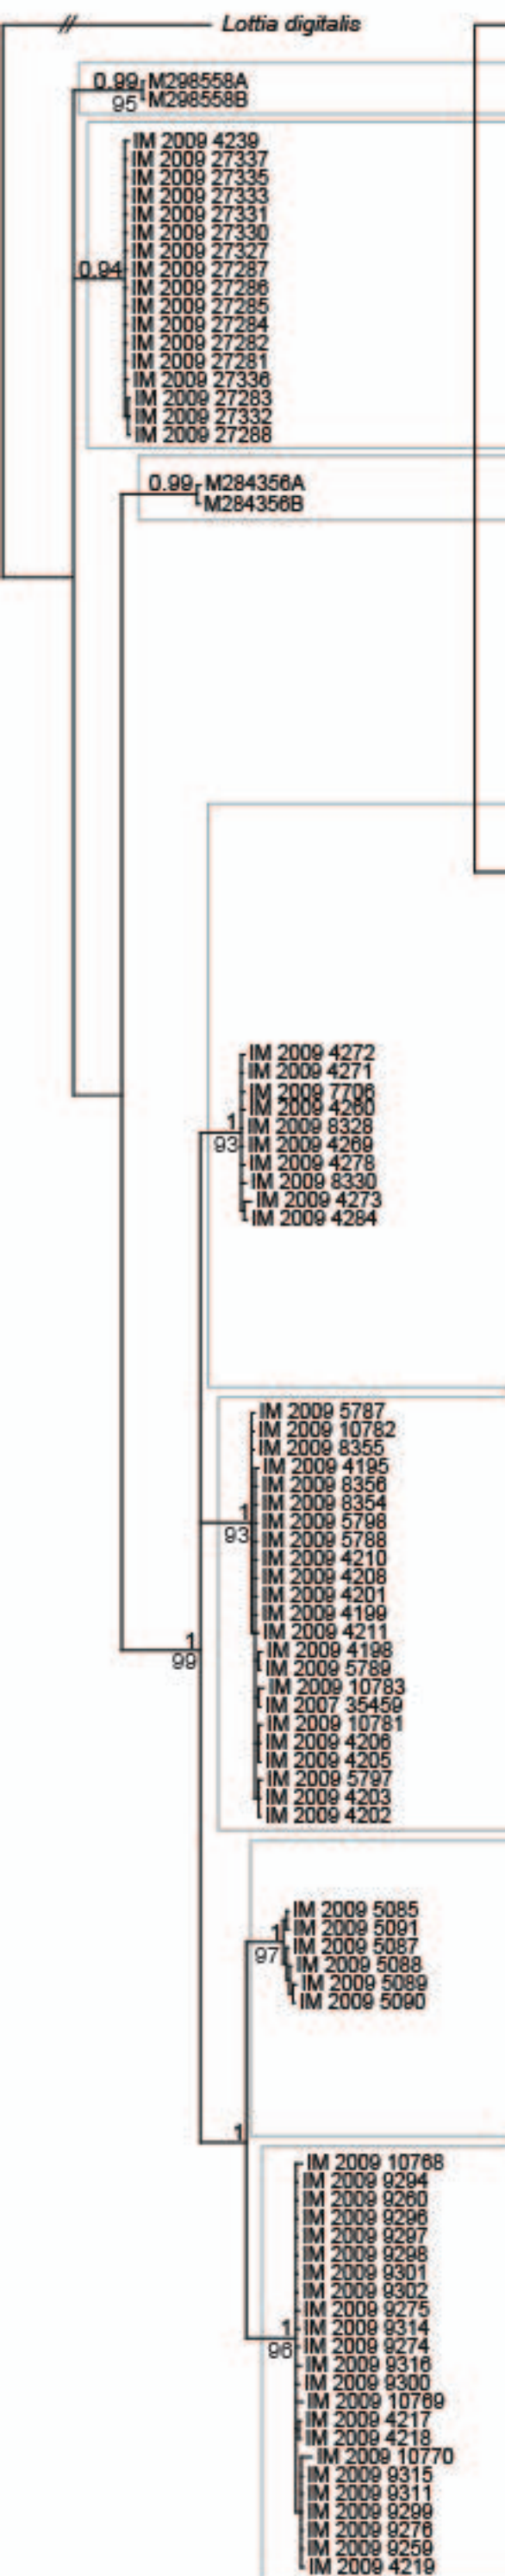 Lottia digitalis
0.99 M298558A
95 M298558B
IM 2009 4239
IM 2009 27337
IM 2009 27335
IM 2009 27333
IM 2009 27331
IM 2009 27330
IM 2009 27327
0.94 IM 2009 27287
IM 2009 27286
IM 2009 27285
IM 2009 27284
IM 2009 27282
IM 2009 27281
IM 2009 27336
IM 2009 27283
IM 2009 27332
IM 2009 27288
0.99 M284356A
M284356B
IM 2009 4272
IM 2009 4271
IM 2009 7706
IM 2009 4260
1 IM 2009 8328
93 IM 2009 4269
IM 2009 4278
IM 2009 8330
IM 2009 4273
IM 2009 4284
IM 2009 5787
IM 2009 10782
IM 2009 8355
IM 2009 4195
IM 2009 8356
IM 2009 8354
1 IM 2009 5798
93 IM 2009 5788
IM 2009 4210
IM 2009 4208
IM 2009 4201
IM 2009 4199
IM 2009 4211
1 IM 2009 4198
99 IM 2009 5789
IM 2009 10783
IM 2007 35459
IM 2009 10781
IM 2009 4206
IM 2009 4205
IM 2009 5797
IM 2009 4203
IM 2009 4202
IM 2009 5085
1 IM 2009 5091
97 IM 2009 5087
IM 2009 5088
IM 2009 5089
IM 2009 5090
1
IM 2009 10768
IM 2009 9294
IM 2009 9260
IM 2009 9296
IM 2009 9297
IM 2009 9298
IM 2009 9301
IM 2009 9302
IM 2009 9275
1 IM 2009 9314
96 IM 2009 9274
IM 2009 9316
IM 2009 9300
IM 2009 10769
IM 2009 4217
IM 2009 4218
IM 2009 10770
IM 2009 9315
IM 2009 9311
IM 2009 9299
IM 2009 9276
IM 2009 9259
IM 2009 4219